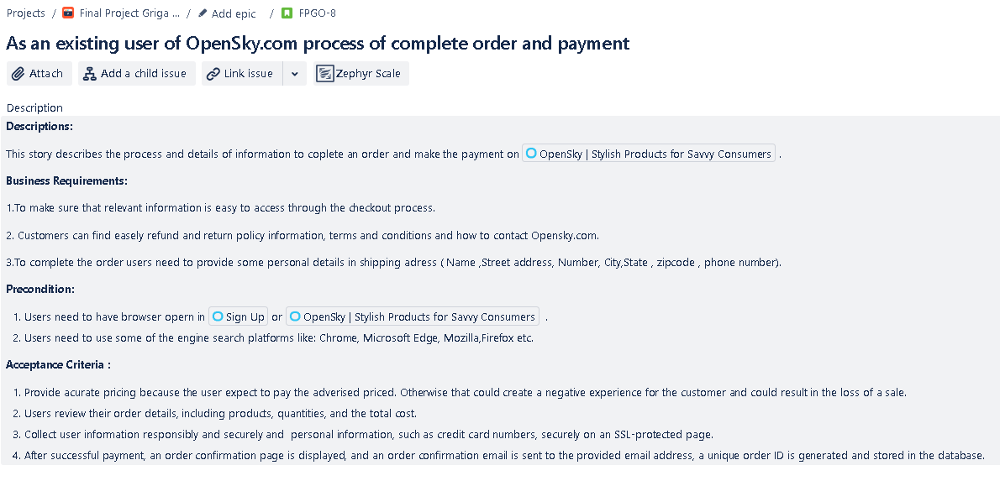 Projects / Final Project Griga ... / Add epic / FPGO-8
As an existing user of OpenSky.com process of complete order and payment
Attach Add a child issue Link issue Zephyr Scale
Description
Descriptions:
This story describes the process and details of information to coplete an order and make the payment on OpenSky | Stylish Products for Savvy Consumers .
Business Requirements:
1.To make sure that relevant information is easy to access through the checkout process.
2. Customers can find easely refund and return policy information, terms and conditions and how to contact Opensky.com.
3.To complete the order users need to provide some personal details in shipping adress ( Name ,Street address, Number, City,State , zipcode , phone number).
Precondition:
1. Users need to have browser opern in Sign Up or OpenSky | Stylish Products for Savvy Consumers .
2. Users need to use some of the engine search platforms like: Chrome, Microsoft Edge, Mozilla,Firefox etc.
Acceptance Criteria :
1. Provide acurate pricing because the user expect to pay the adverised priced. Otherwise that could create a negative experience for the customer and could result in the loss of a sale.
2. Users review their order details, including products, quantities, and the total cost.
3. Collect user information responsibly and securely and personal information, such as credit card numbers, securely on an SSL-protected page.
4. After successful payment, an order confirmation page is displayed, and an order confirmation email is sent to the provided email address, a unique order ID is generated and stored in the database.